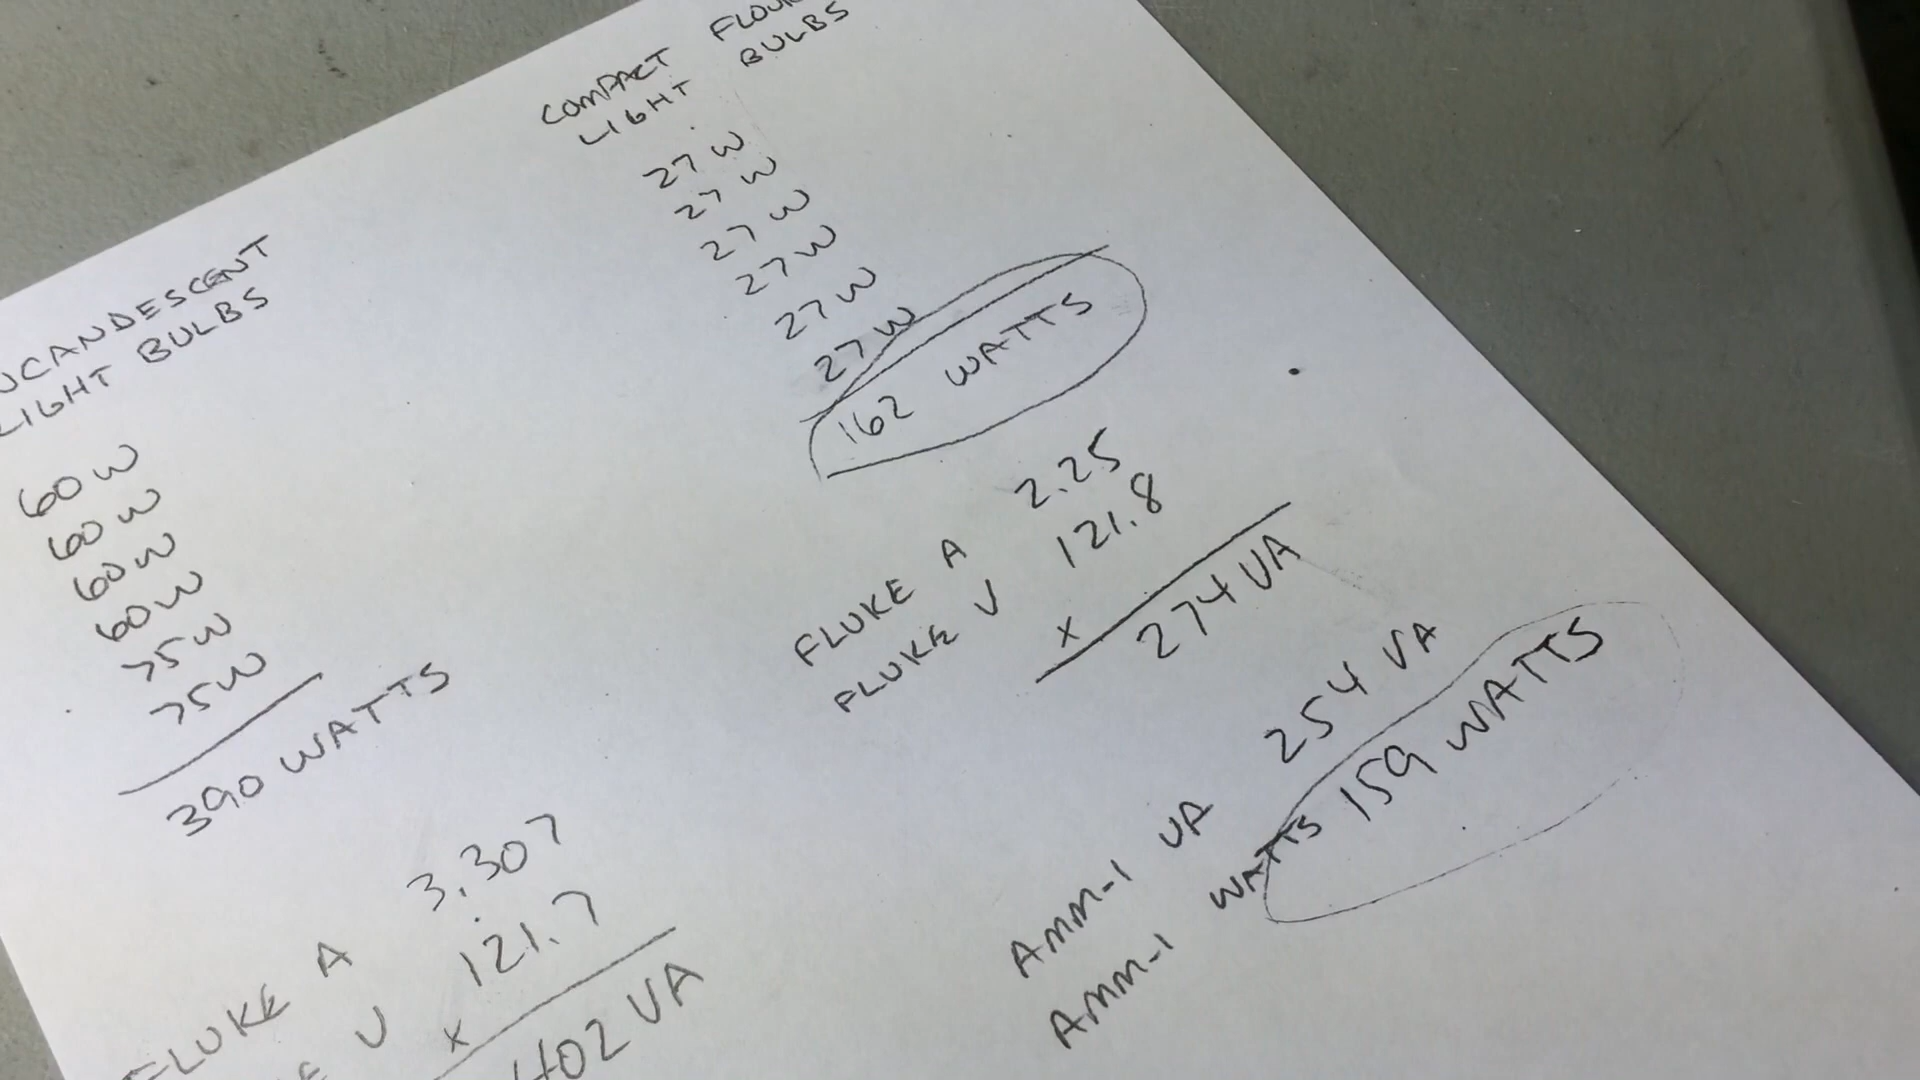 COMPACT
LIGHT BULBS
27 W
27 W
27 W
27 W
27 W
27 W
162 WATTS
FLUKE A 2.25
FLUKE V 121.8
X
274 VA
AMM-1 VA 254 VA
AMM-1 WATTS 159 WATTS
LIGHT BULBS
60 W
60 W
60 W
60 W
75 W
75 W
390 WATTS
FLUKE A 3.307
V 121.7
X
402 VA